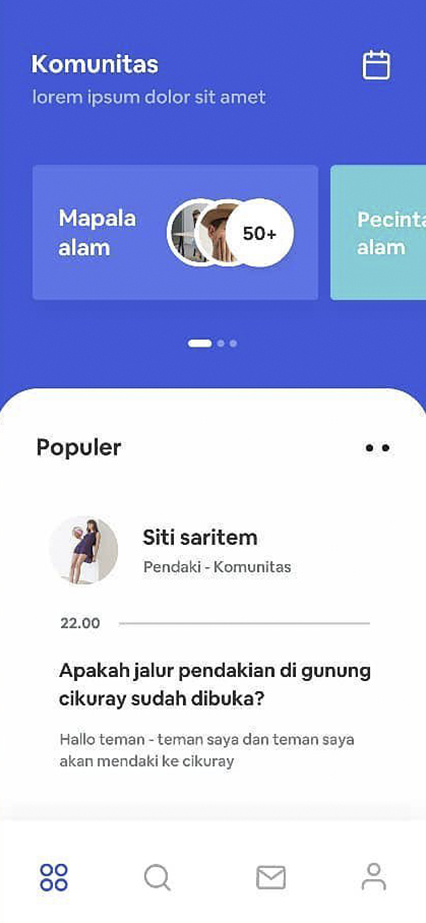 Komunitas
lorem ipsum dolor sit amet
Mapala
alam
50+
Pecinta
alam
Populer
Siti saritem
Pendaki - Komunitas
22.00
Apakah jalur pendakian di gunung
cikuray sudah dibuka?
Hallo teman - teman saya dan teman saya
akan mendaki ke cikuray